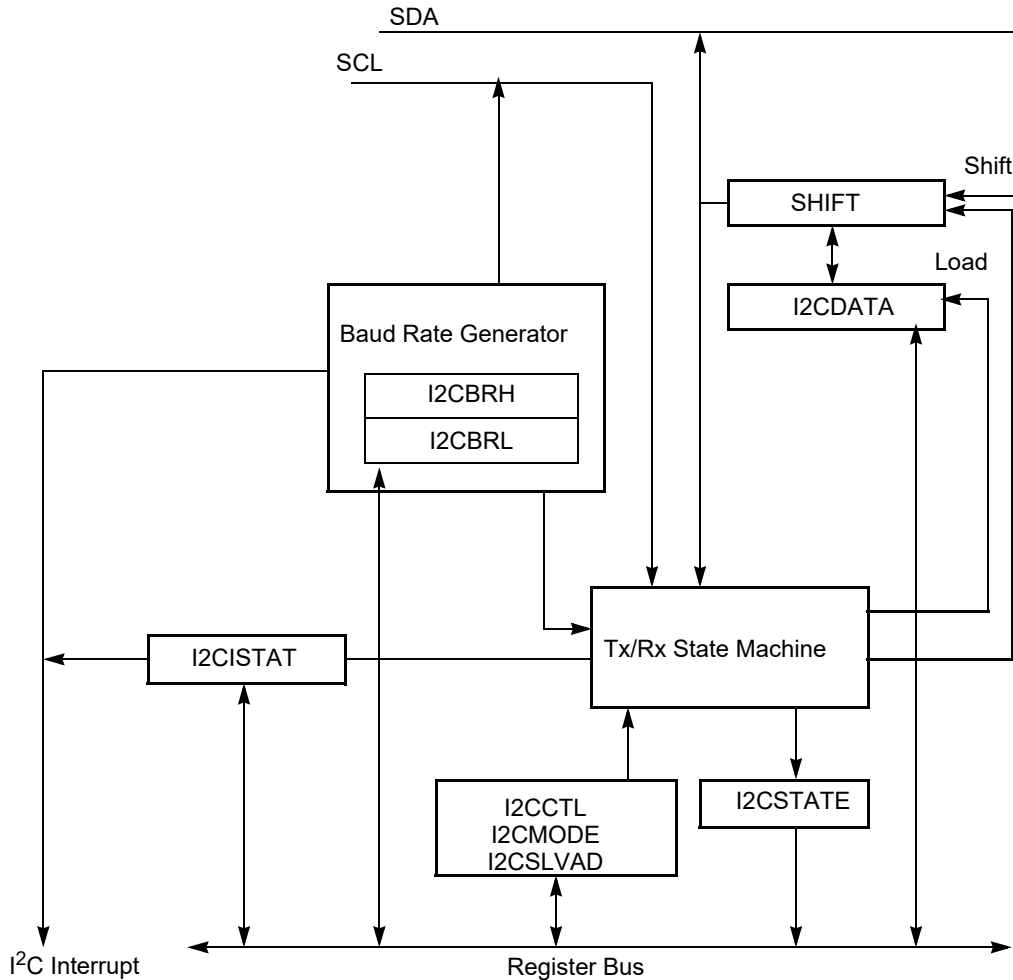 SDA
SCL
Shift
SHIFT
Load
I2CDATA
Baud Rate Generator
I2CBRH
I2CBRL
Tx/Rx State Machine
I2CISTAT
I2CCTL
I2CMODE
I2CSLVAD
I2CSTATE
I²C Interrupt
Register Bus